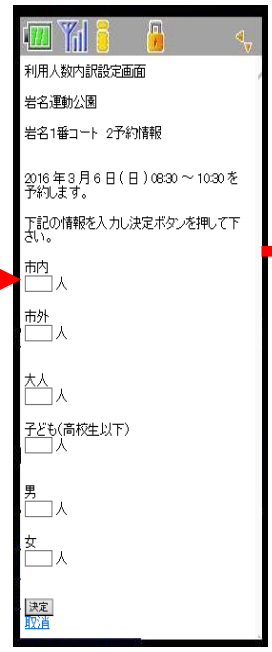 利用人数内訳設定画面
岩名運動公園
岩名1番コート 2予約情報
2016年3月6日(日)08:30～10:30を
予約します。
下記の情報を入力し決定ボタンを押して下
さい。
市内
人
市外
人
大人
人
子ども(高校生以下)
人
男
人
女
人
決定
取消